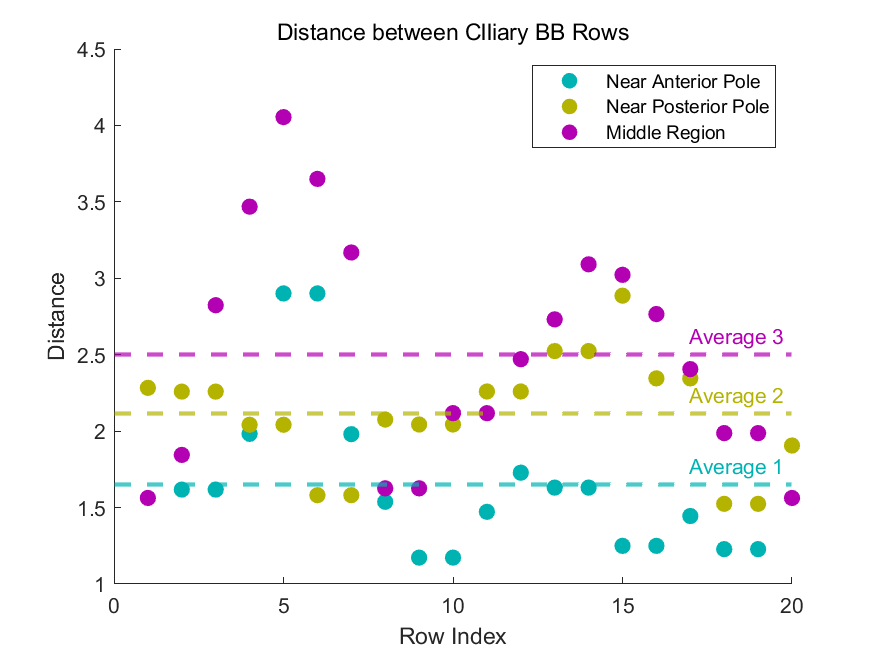 Distance between CIliary BB Rows
4.5
4
3.5
3
2.5
2
1.5
1
Distance
Near Anterior Pole
Near Posterior Pole
Middle Region
Average 3
Average 2
Average 1
0
5
10
15
20
Row Index